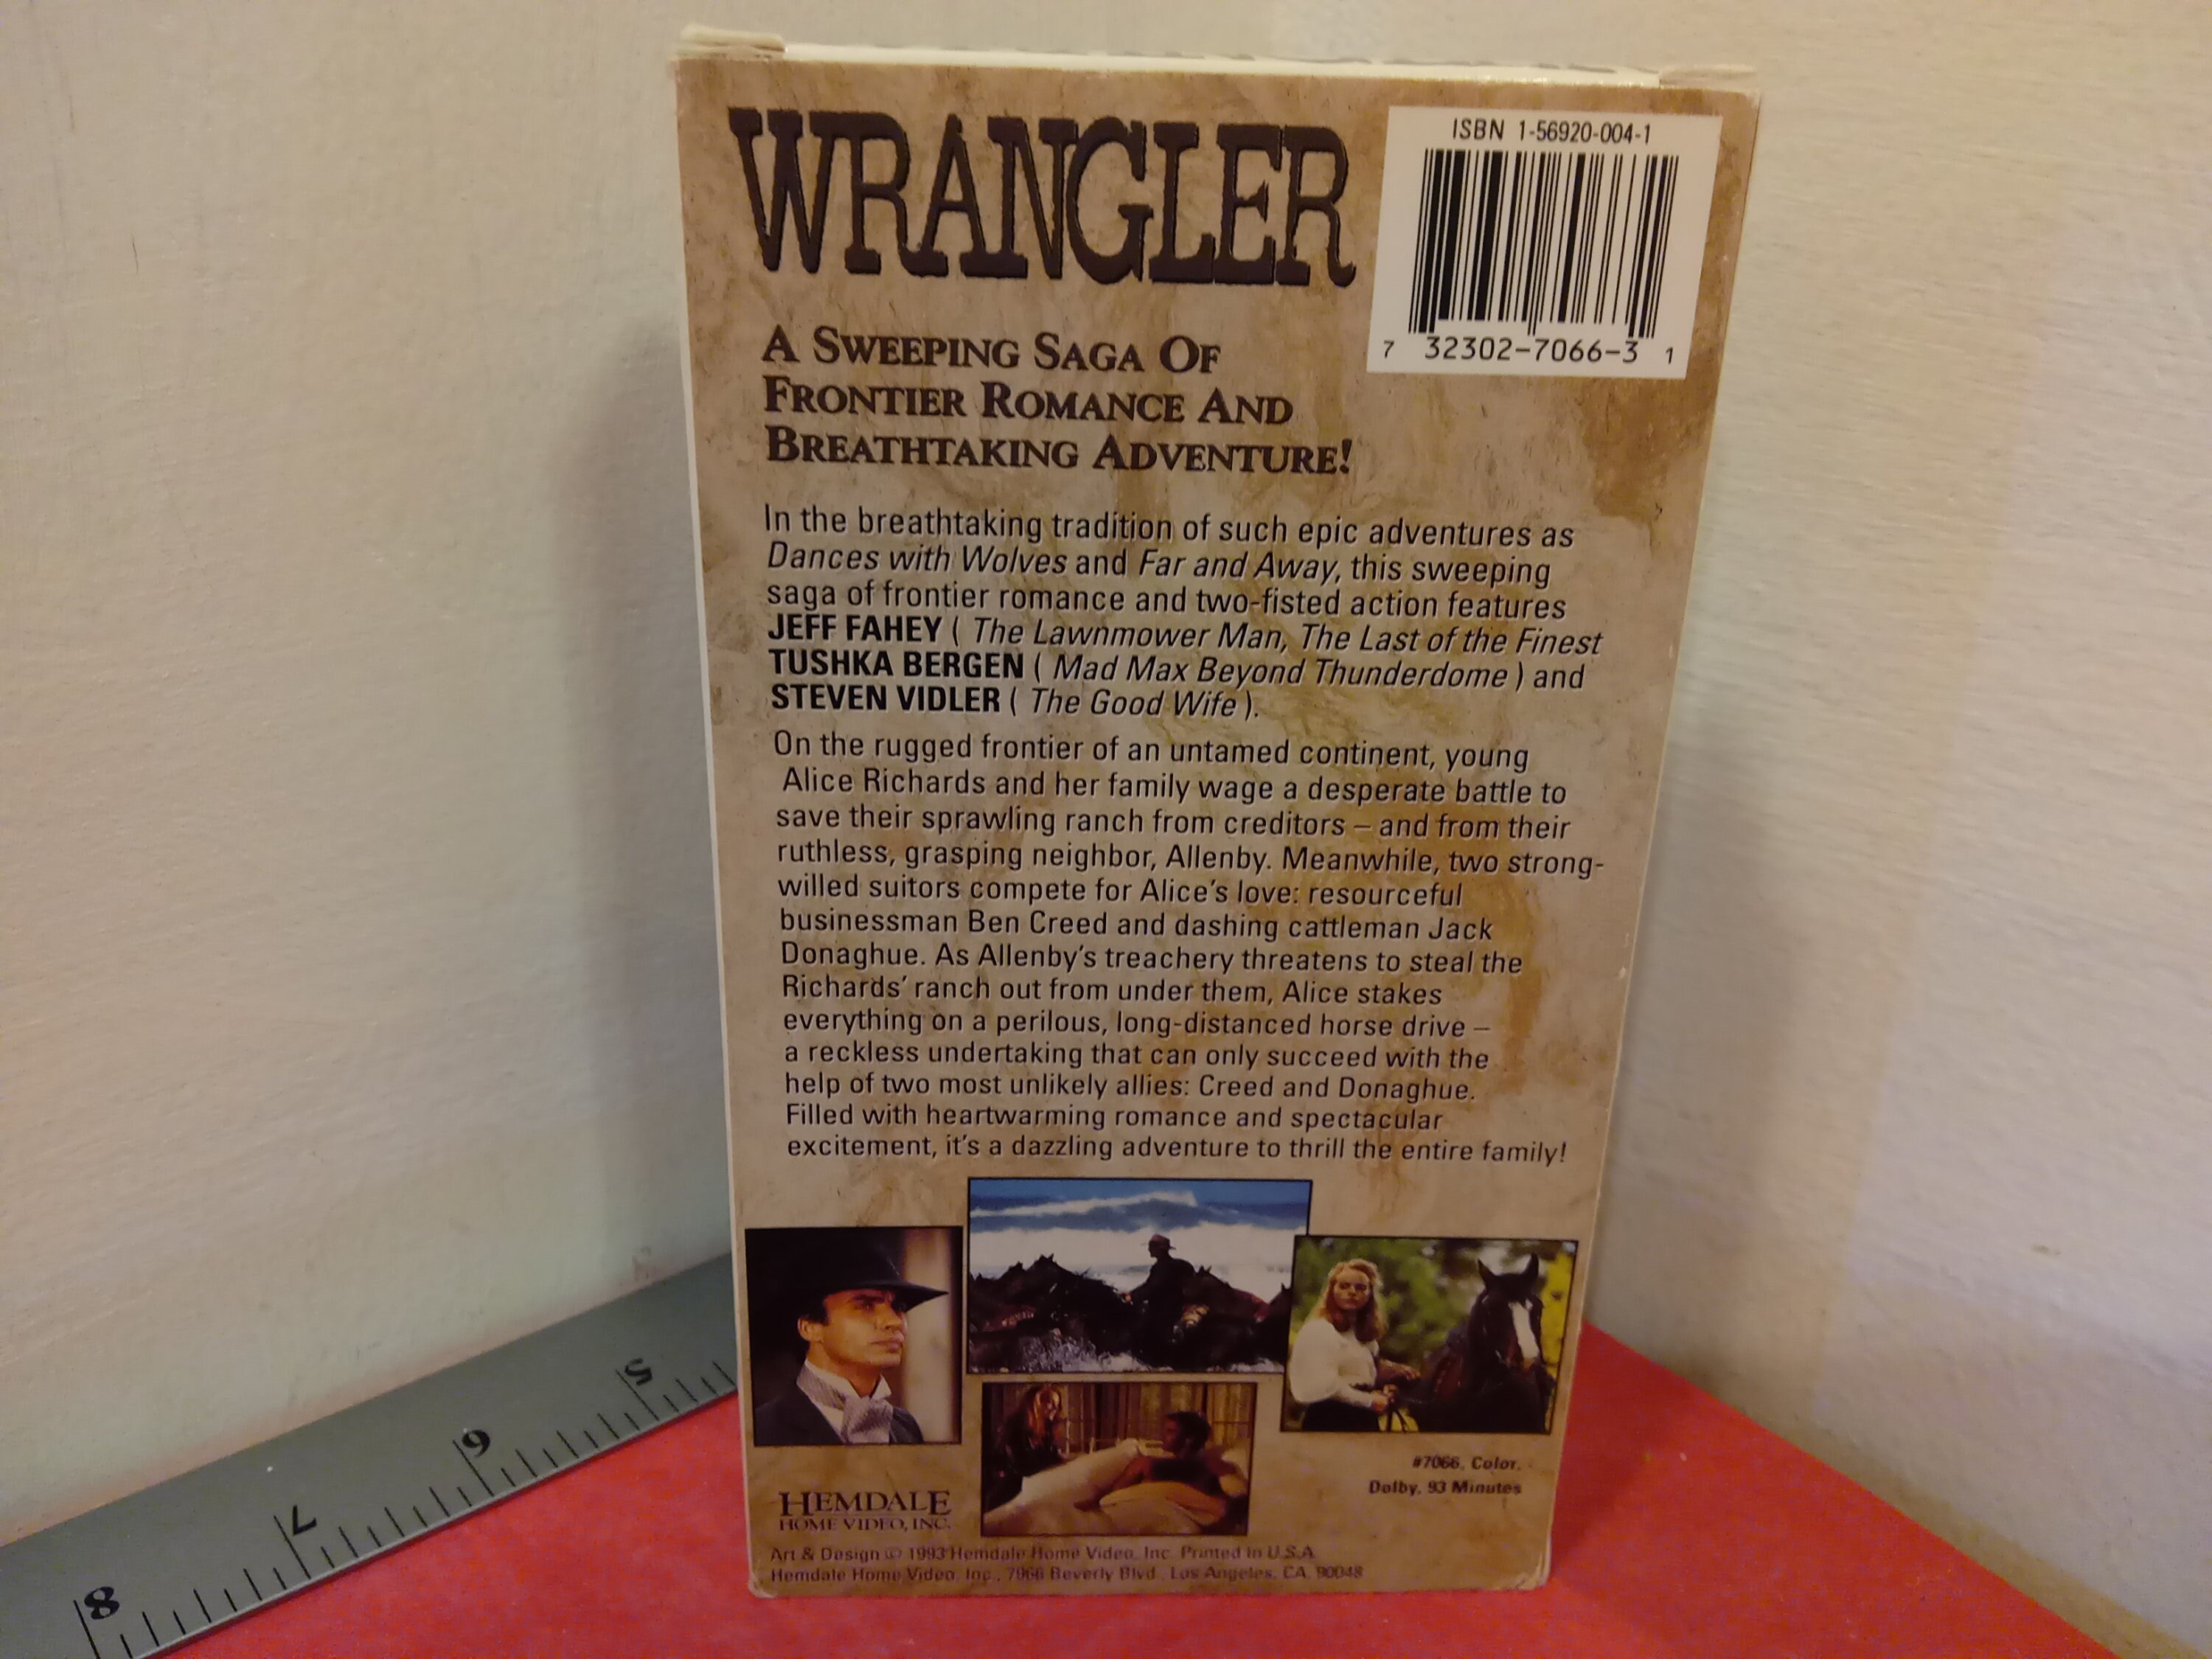 WRANGLER
ISBN 1-56920-004-1
7 32302-7066-3 1
A SWEEPING SAGA OF
FRONTIER ROMANCE AND
BREATHTAKING ADVENTURE!
In the breathtaking tradition of such epic adventures as
Dances with Wolves and Far and Away, this sweeping
saga of frontier romance and two-fisted action features
JEFF FAHEY ( The Lawnmower Man, The Last of the Finest
TUSHKA BERGEN ( Mad Max Beyond Thunderdome ) and
STEVEN VIDLER ( The Good Wife ).
On the rugged frontier of an untamed continent, young
Alice Richards and her family wage a desperate battle to
save their sprawling ranch from creditors – and from their
ruthless, grasping neighbor, Allenby. Meanwhile, two strong-
willed suitors compete for Alice's love: resourceful
businessman Ben Creed and dashing cattleman Jack
Donaghue. As Allenby's treachery threatens to steal the
Richards' ranch out from under them, Alice stakes
everything on a perilous, long-distanced horse drive –
a reckless undertaking that can only succeed with the
help of two most unlikely allies: Creed and Donaghue.
Filled with heartwarming romance and spectacular
excitement, it's a dazzling adventure to thrill the entire family!
#7066, Color,
Dolby, 93 Minutes
HEMDALE
HOME VIDEO, INC.
Art & Design © 1993 Hemdale Home Video, Inc. Printed in U.S.A.
Hemdale Home Video, Inc., 7966 Beverly Blvd., Los Angeles, CA. 90048
5
6
7
8